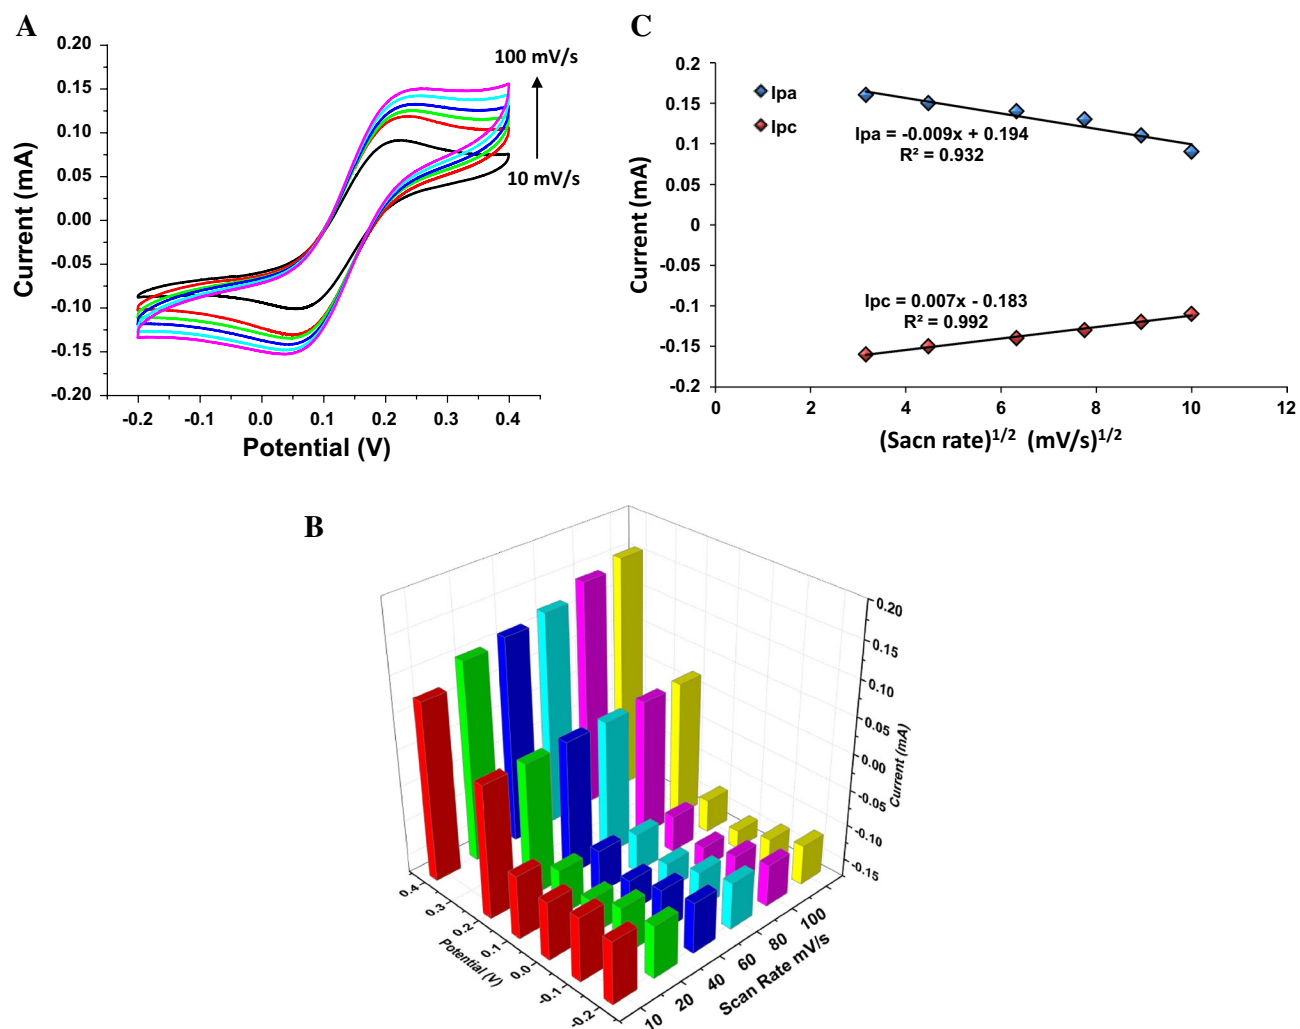 A
0.20
0.15
0.10
0.05
0.00
-0.05
-0.10
-0.15
-0.20
Current (mA)
100 mV/s
10 mV/s
-0.2 -0.1 0.0 0.1 0.2 0.3 0.4
Potential (V)
C
0.2
0.15
0.1
0.05
0
-0.05
-0.1
-0.15
-0.2
Current (mA)
Ipa
Ipc
Ipa = -0.009x + 0.194
R² = 0.932
Ipc = 0.007x - 0.183
R² = 0.992
0 2 4 6 8 10 12
(Sacn rate)^1/2 (mV/s)^1/2
B
0.20
0.15
0.10
0.05
0.00
-0.05
-0.10
-0.15
Current (mA)
0.4
0.3
0.2
0.1
0.0
-0.1
-0.2
Potential (V)
10 20 40 60 80 100
Scan Rate mV/s